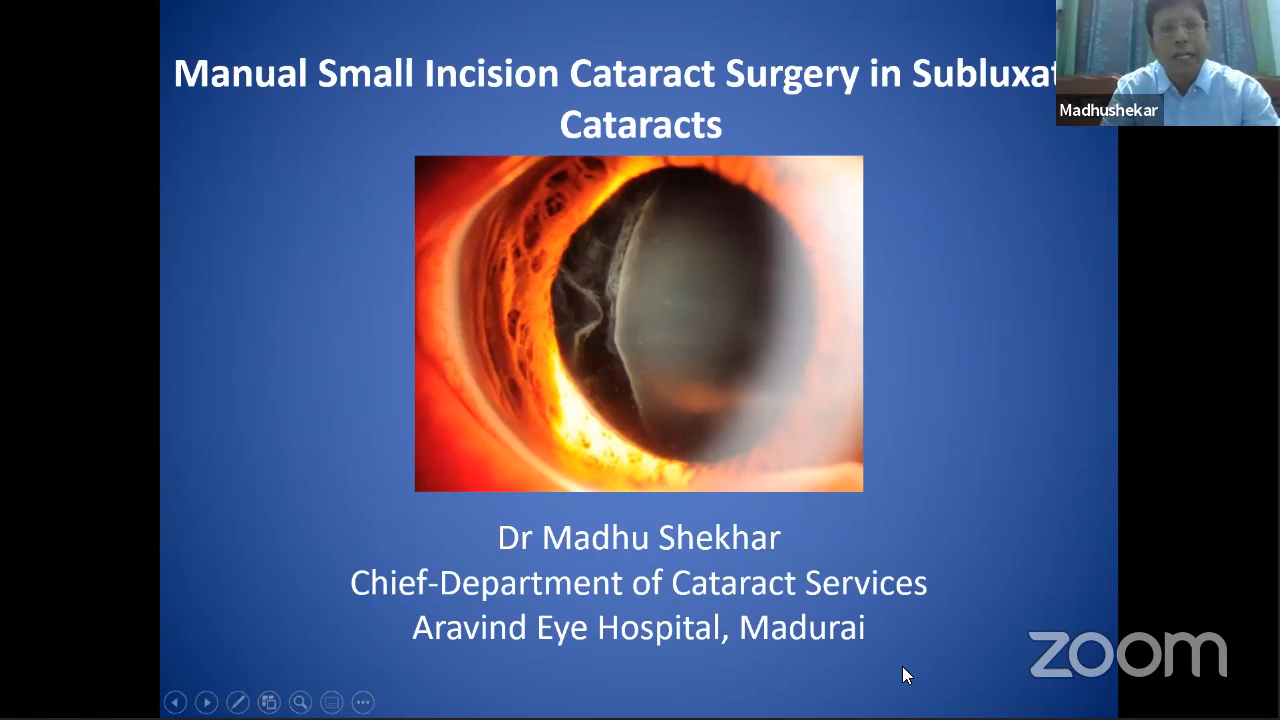 Manual Small Incision Cataract Surgery in Subluxat
Cataracts
Madhushekar
Dr Madhu Shekhar
Chief-Department of Cataract Services
Aravind Eye Hospital, Madurai
zoom